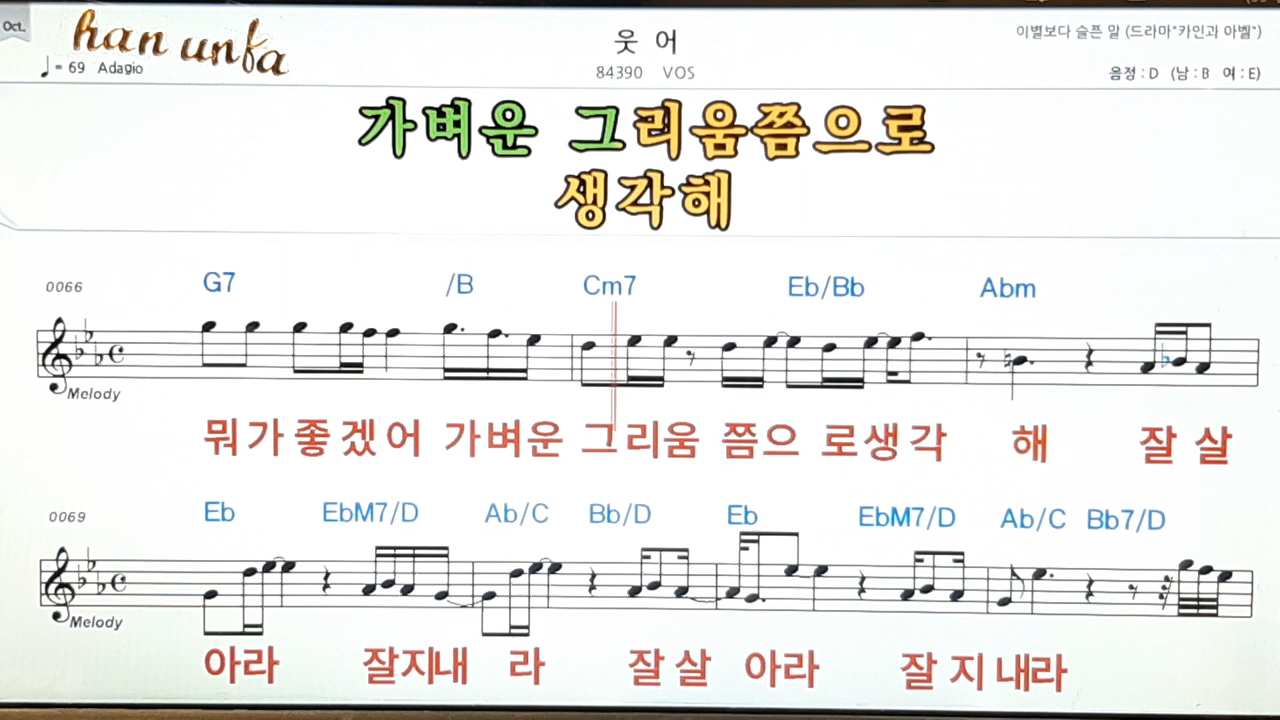 Oct.
han unfa
♩= 69 Adagio
웃 어
84390 VOS
이별보다 슬픈 말 (드라마"카인과 아벨")
음정 : D (남 : B 여 : E)
가벼운 그리움쯤으로
생각해
0066
G7 /B Cm7 Eb/Bb Abm
Melody
뭐가 좋겠어 가벼운 그리움 쯤으 로생각 해 잘 살
0069
Eb EbM7/D Ab/C Bb/D Eb EbM7/D Ab/C Bb7/D
Melody
아라 잘지내 라 잘 살 아라 잘 지 내라